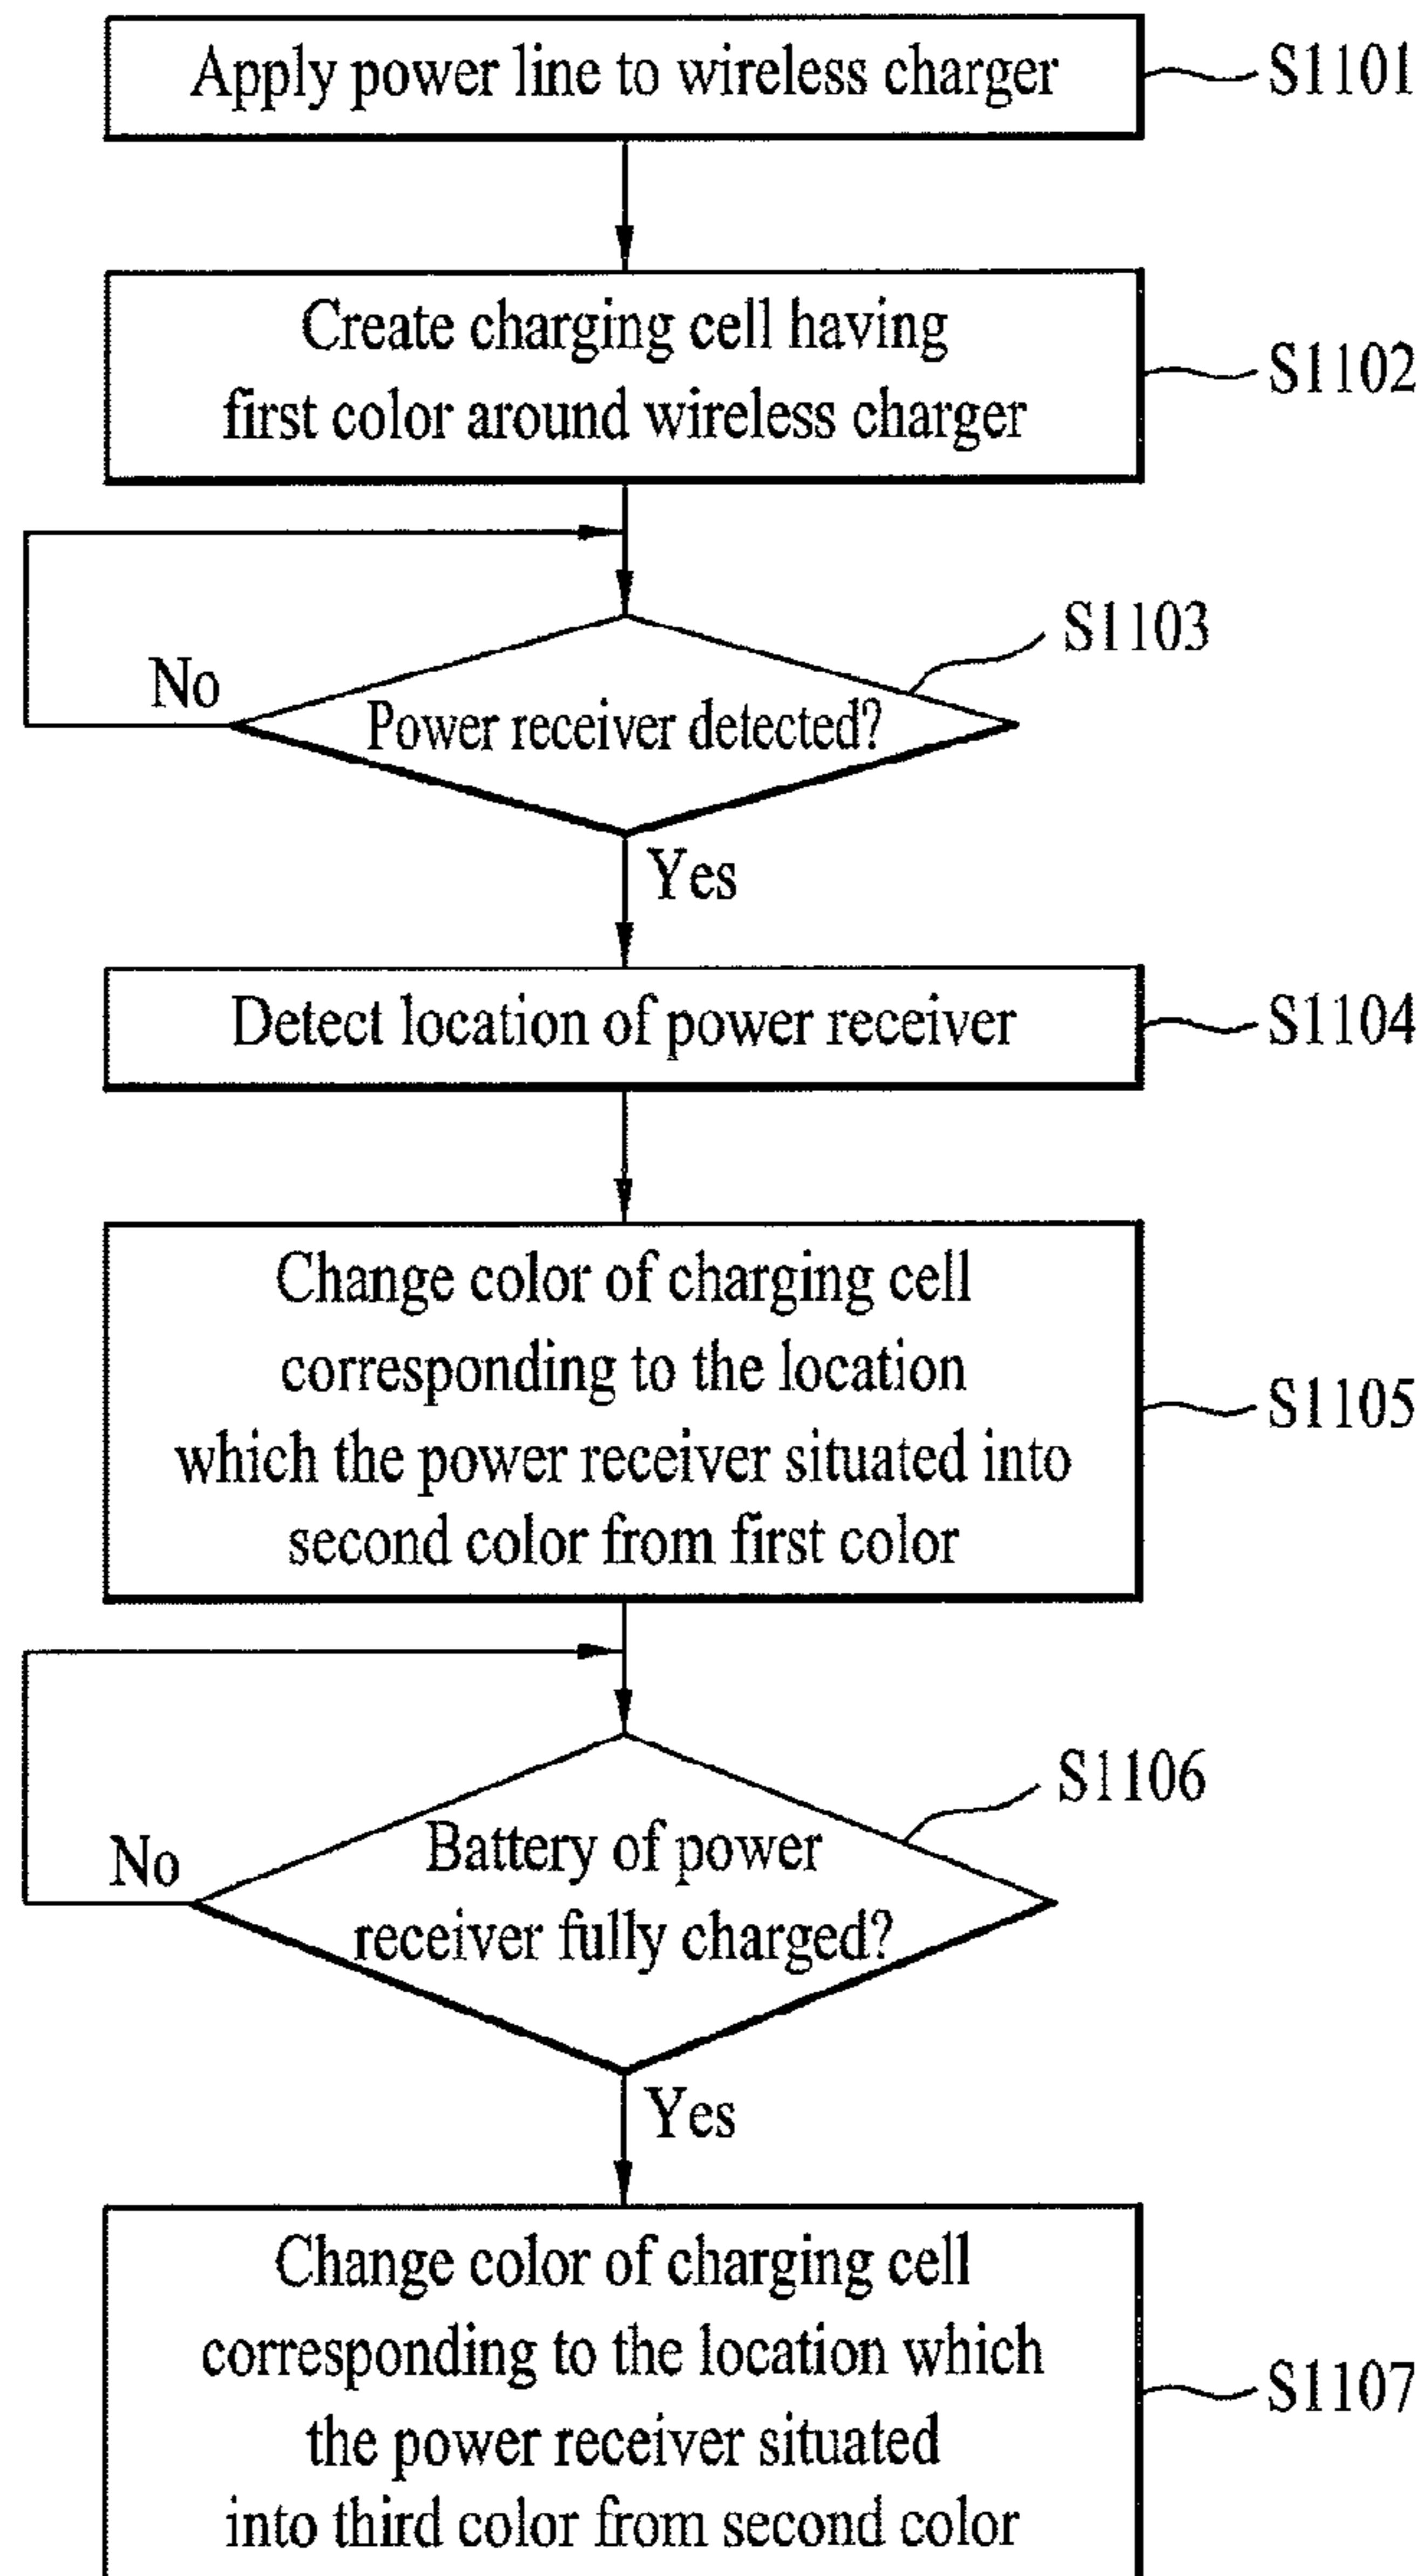 Apply power line to wireless charger
S1101
Create charging cell having
first color around wireless charger
S1102
S1103
No
Power receiver detected?
Yes
Detect location of power receiver
S1104
Change color of charging cell
corresponding to the location
which the power receiver situated into
second color from first color
S1105
S1106
No
Battery of power
receiver fully charged?
Yes
Change color of charging cell
corresponding to the location which
the power receiver situated
into third color from second color
S1107